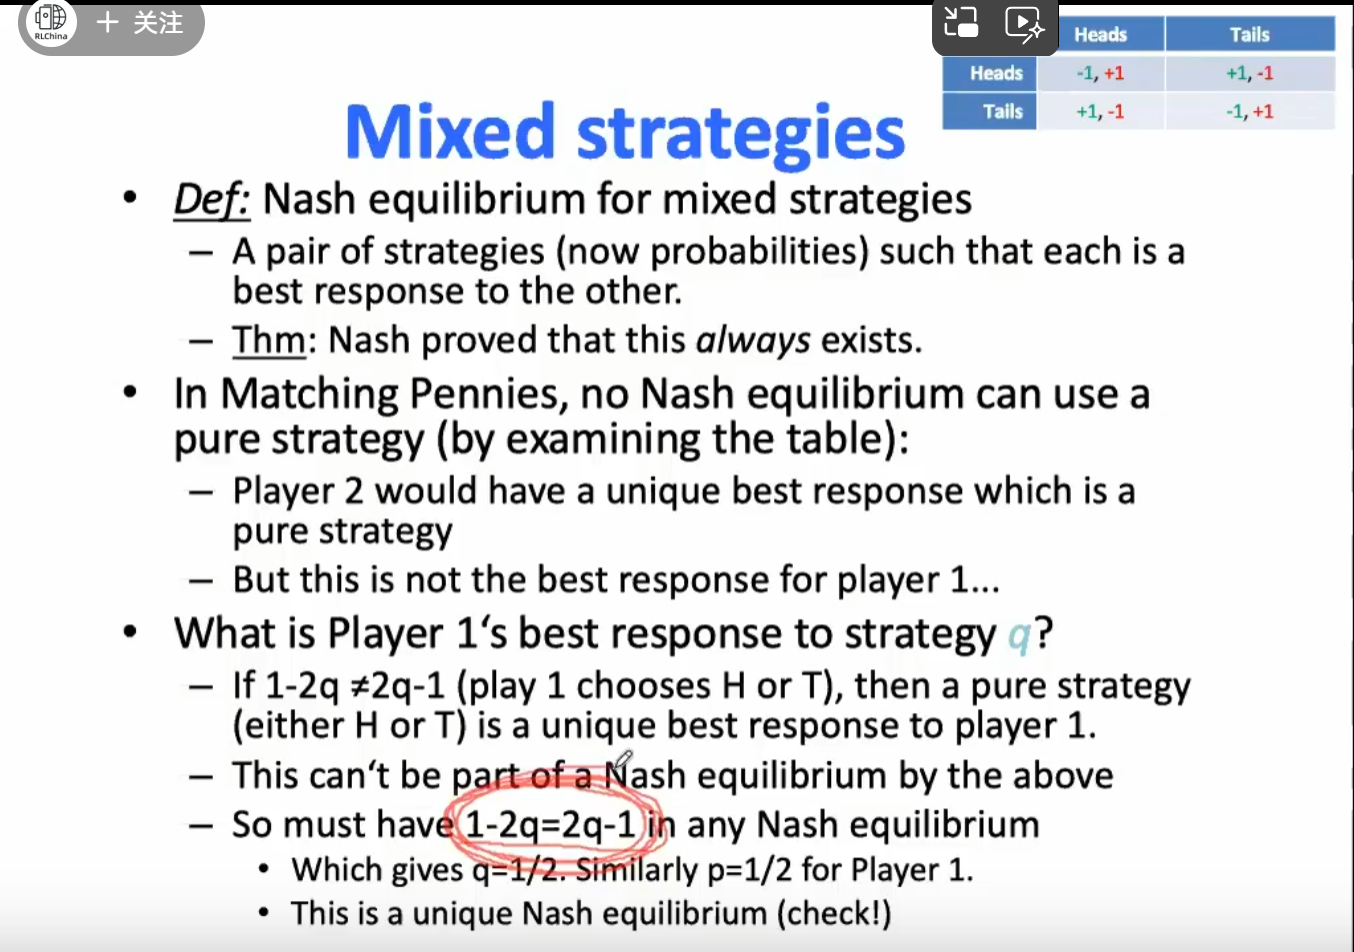 RLChina
关注
Heads Tails
Heads -1, +1 +1, -1
Tails +1, -1 -1, +1
Mixed strategies
• Def: Nash equilibrium for mixed strategies
– A pair of strategies (now probabilities) such that each is a
best response to the other.
– Thm: Nash proved that this always exists.
• In Matching Pennies, no Nash equilibrium can use a
pure strategy (by examining the table):
– Player 2 would have a unique best response which is a
pure strategy
– But this is not the best response for player 1...
• What is Player 1‘s best response to strategy q?
– If 1-2q ≠2q-1 (play 1 chooses H or T), then a pure strategy
(either H or T) is a unique best response to player 1.
– This can‘t be part of a Nash equilibrium by the above
– So must have 1-2q=2q-1 in any Nash equilibrium
• Which gives q=1/2. Similarly p=1/2 for Player 1.
• This is a unique Nash equilibrium (check!)